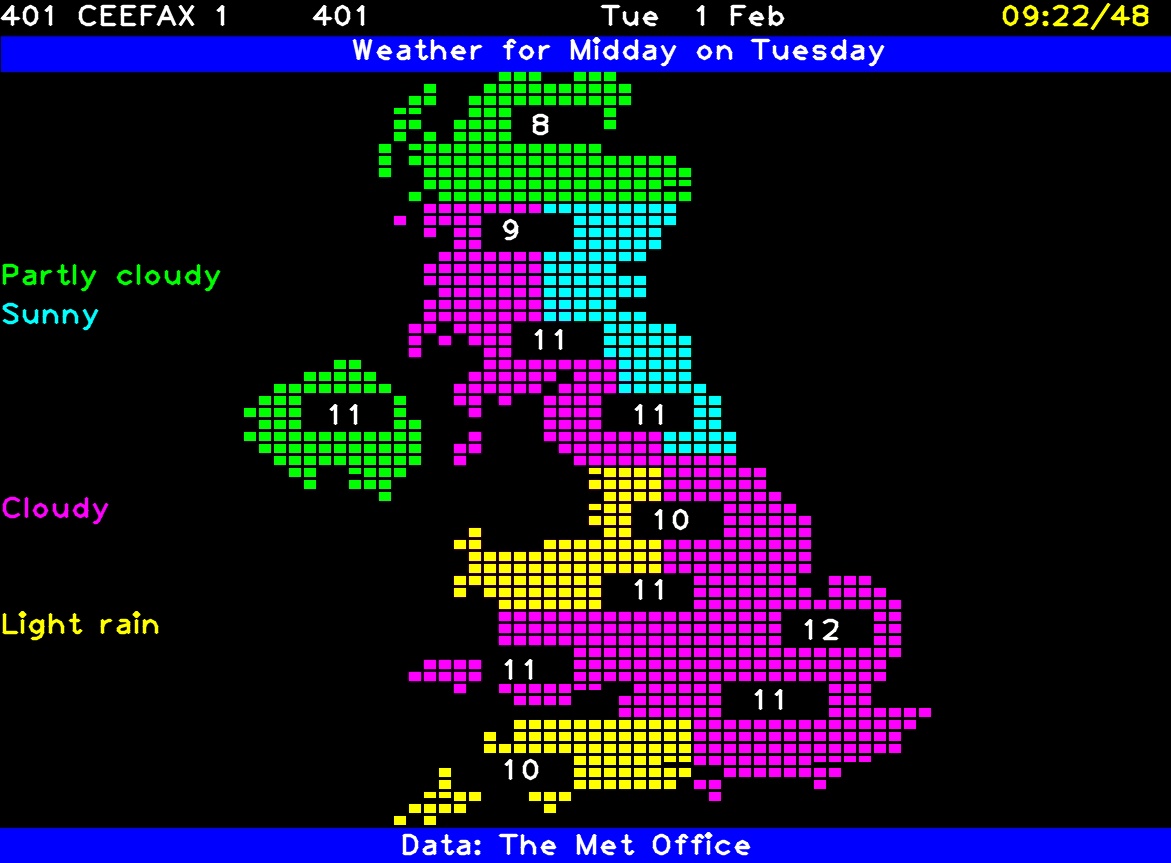 401 CEEFAX 1 401 Tue 1 Feb 09:22/48
Weather for Midday on Tuesday
8
9
Partly cloudy
Sunny
11
11 11
Cloudy
10
11
Light rain
12
11
11
10
Data: The Met Office